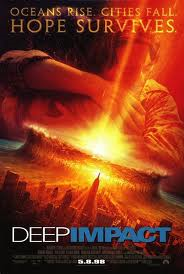 OCEANS RISE. CITIES FALL.
HOPE SURVIVES.
DEEP IMPACT
5.8.98